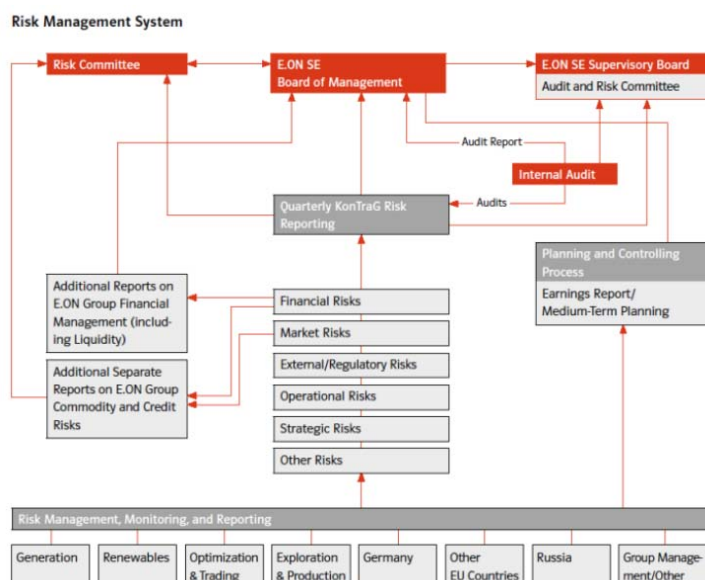 Risk Management System
Risk Committee
E.ON SE
Board of Management
E.ON SE Supervisory Board
Audit and Risk Committee
Audit Report
Internal Audit
Quarterly KonTraG Risk
Reporting
Audits
Planning and Controlling
Process
Earnings Report/
Medium-Term Planning
Additional Reports on
E.ON Group Financial
Management (includ-
ing Liquidity)
Additional Separate
Reports on E.ON Group
Commodity and Credit
Risks
Financial Risks
Market Risks
External/Regulatory Risks
Operational Risks
Strategic Risks
Other Risks
Risk Management, Monitoring, and Reporting
Generation
Renewables
Optimization
& Trading
Exploration
& Production
Germany
Other
EU Countries
Russia
Group Manage-
ment/Other